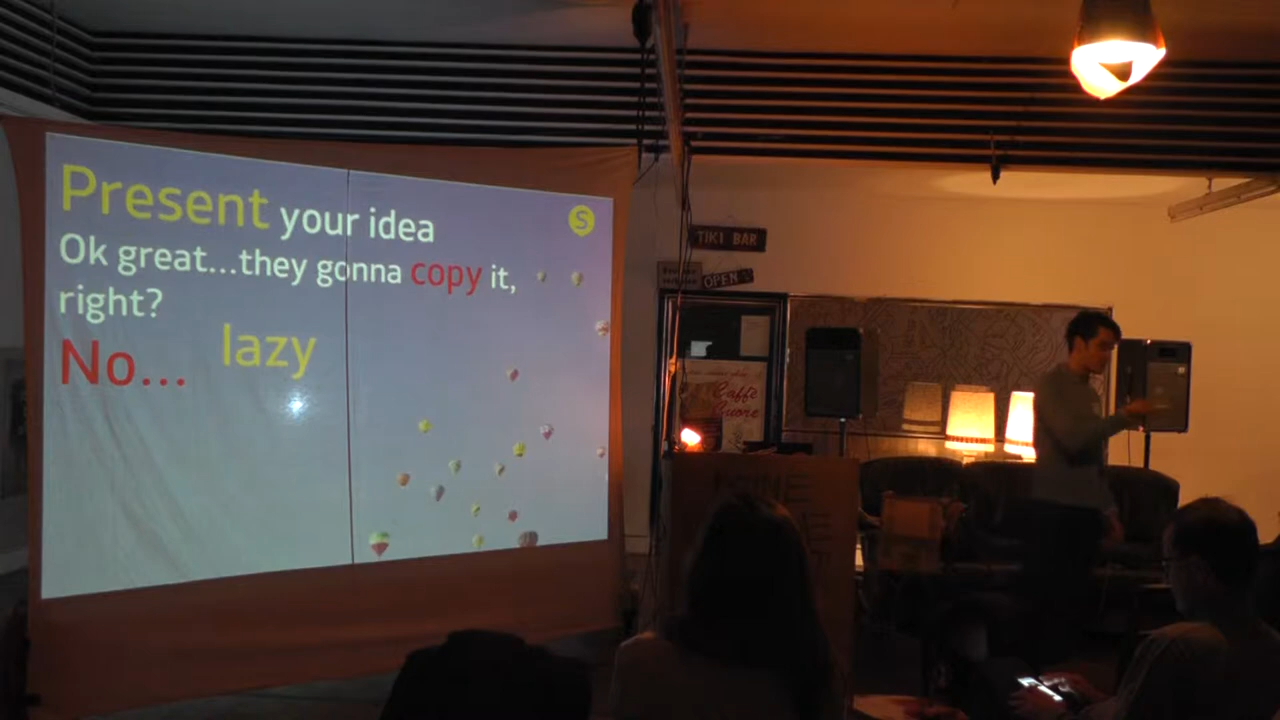 Present your idea
S
Ok great...they gonna copy it,
right?
No... lazy
TIKI BAR
OPEN
Caffè
Cuore